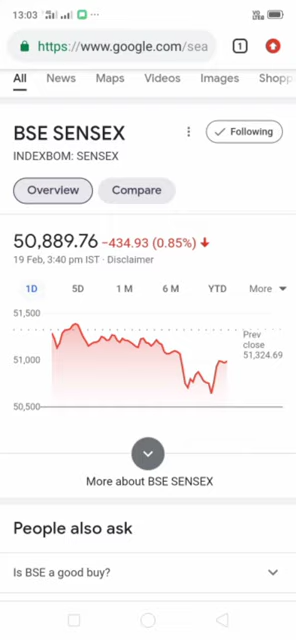 13:03
https://www.google.com/sea
1
All News Maps Videos Images Shopp
BSE SENSEX
Following
INDEXBOM: SENSEX
Overview Compare
50,889.76 −434.93 (0.85%)
19 Feb, 3:40 pm IST · Disclaimer
1D 5D 1 M 6 M YTD More
51,500
51,000
50,500
Prev
close
51,324.69
More about BSE SENSEX
People also ask
Is BSE a good buy?